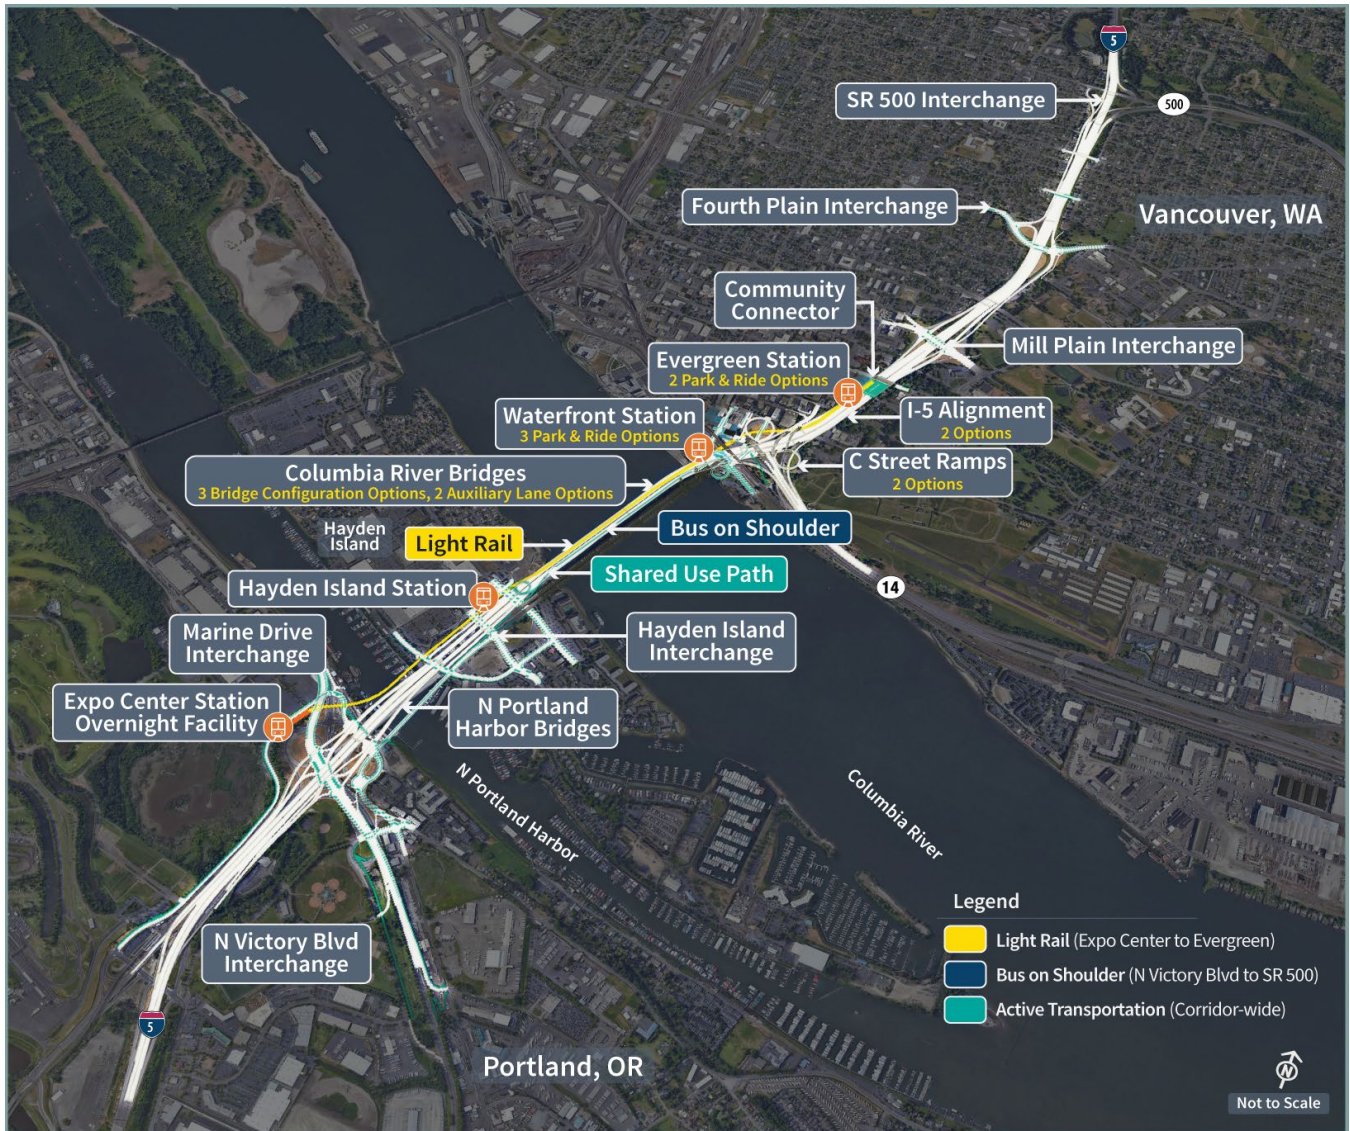 5
SR 500 Interchange
500
Fourth Plain Interchange
Vancouver, WA
Community
Connector
Mill Plain Interchange
Evergreen Station
2 Park & Ride Options
I-5 Alignment
2 Options
Waterfront Station
3 Park & Ride Options
C Street Ramps
2 Options
Columbia River Bridges
3 Bridge Configuration Options, 2 Auxiliary Lane Options
Bus on Shoulder
Hayden
Island
Light Rail
Shared Use Path
14
Hayden Island Station
Marine Drive
Interchange
Hayden Island
Interchange
Expo Center Station
Overnight Facility
N Portland
Harbor Bridges
N Portland Harbor
Columbia River
N Victory Blvd
Interchange
5
Portland, OR
Legend
Light Rail (Expo Center to Evergreen)
Bus on Shoulder (N Victory Blvd to SR 500)
Active Transportation (Corridor-wide)
N
Not to Scale